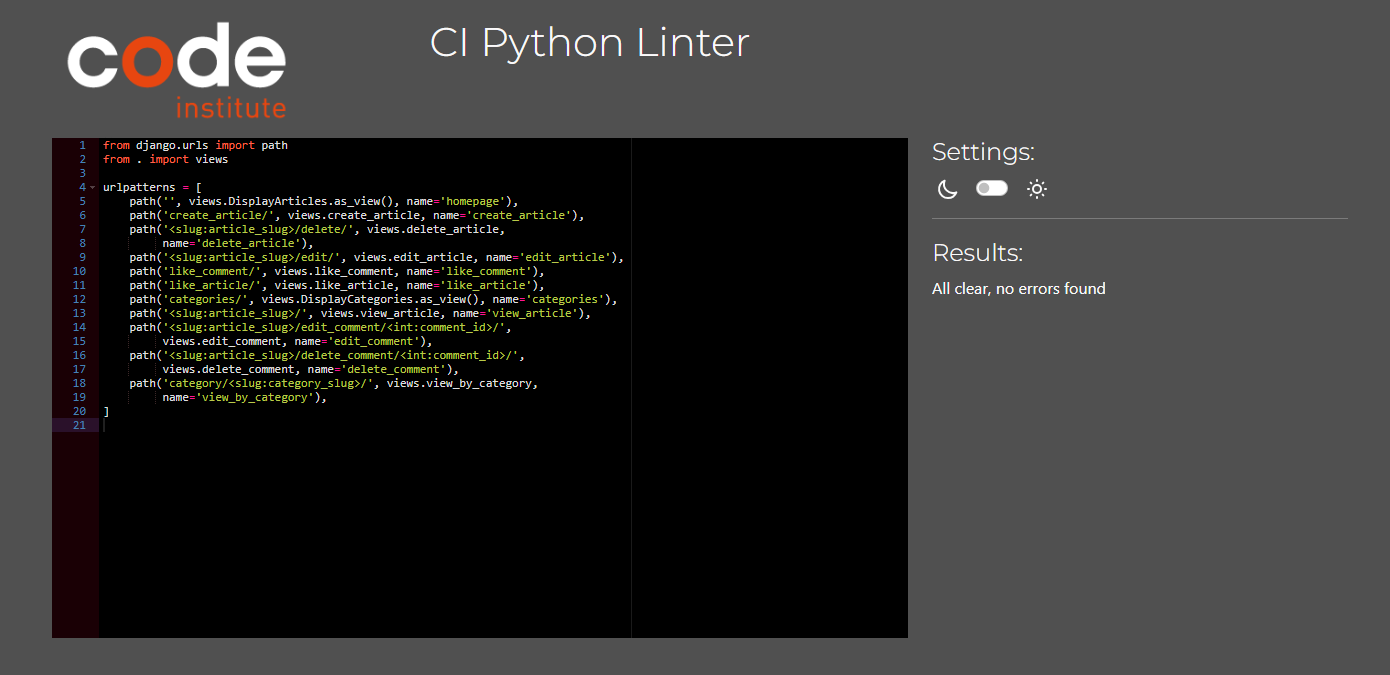 code
institute
CI Python Linter
1 from django.urls import path
2 from . import views
3
4 urlpatterns = [
5     path('', views.DisplayArticles.as_view(), name='homepage'),
6     path('create_article/', views.create_article, name='create_article'),
7     path('<slug:article_slug>/delete/', views.delete_article,
8          name='delete_article'),
9     path('<slug:article_slug>/edit/', views.edit_article, name='edit_article'),
10     path('like_comment/', views.like_comment, name='like_comment'),
11     path('like_article/', views.like_article, name='like_article'),
12     path('categories/', views.DisplayCategories.as_view(), name='categories'),
13     path('<slug:article_slug>/', views.view_article, name='view_article'),
14     path('<slug:article_slug>/edit_comment/<int:comment_id>/',
15          views.edit_comment, name='edit_comment'),
16     path('<slug:article_slug>/delete_comment/<int:comment_id>/',
17          views.delete_comment, name='delete_comment'),
18     path('category/<slug:category_slug>/', views.view_by_category,
19          name='view_by_category'),
20 ]
21
Settings:
Results:
All clear, no errors found